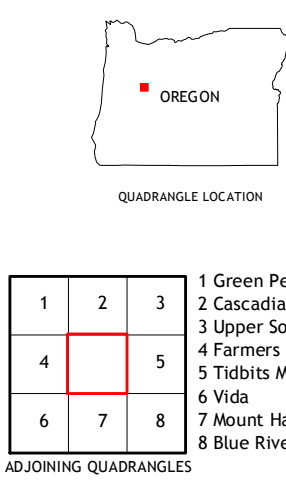 OREGON
QUADRANGLE LOCATION
1 2 3
4 5
6 7 8
1 Green Pe
2 Cascadia
3 Upper So
4 Farmers
5 Tidbits M
6 Vida
7 Mount Ha
8 Blue Rive
ADJOINING QUADRANGLES